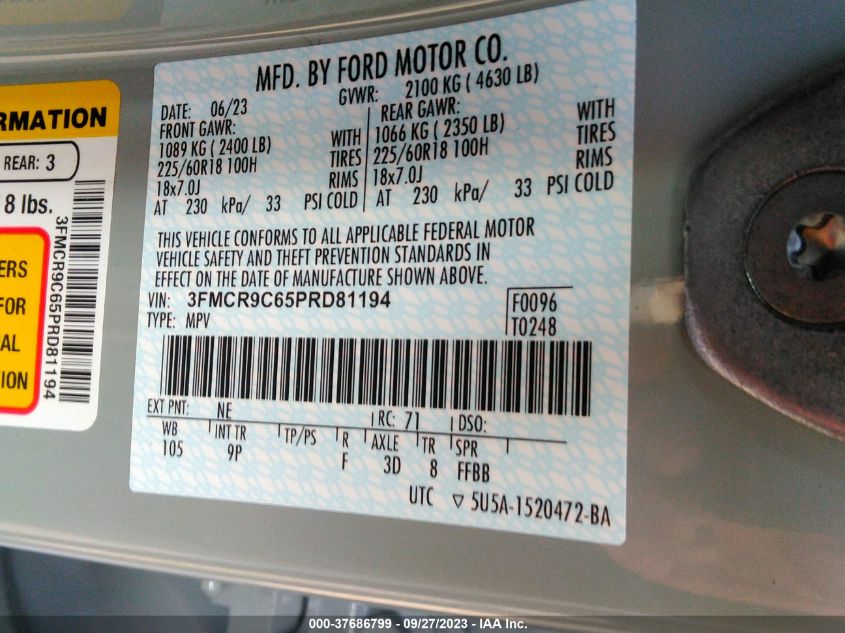 RMATION
REAR: 3
8 lbs.
ERS
FOR
AL
ION
3FMCR9C65PRD81194
MFD. BY FORD MOTOR CO.
DATE: 06/23 GVWR: 2100 KG ( 4630 LB)
FRONT GAWR: REAR GAWR: WITH
1089 KG ( 2400 LB) WITH 1066 KG ( 2350 LB) TIRES
225/60R18 100H TIRES 225/60R18 100H RIMS
18x7.0J RIMS 18x7.0J
AT 230 kPa/ 33 PSI COLD AT 230 kPa/ 33 PSI COLD
THIS VEHICLE CONFORMS TO ALL APPLICABLE FEDERAL MOTOR
VEHICLE SAFETY AND THEFT PREVENTION STANDARDS IN
EFFECT ON THE DATE OF MANUFACTURE SHOWN ABOVE.
VIN: 3FMCR9C65PRD81194 F0096
TYPE: MPV T0248
EXT PNT: NE RC: 71 DSO:
WB INT TR TP/PS R AXLE TR SPR
105 9P F 3D 8 FFBB
UTC ▽ 5U5A-1520472-BA
000-37686799 - 09/27/2023 - IAA Inc.